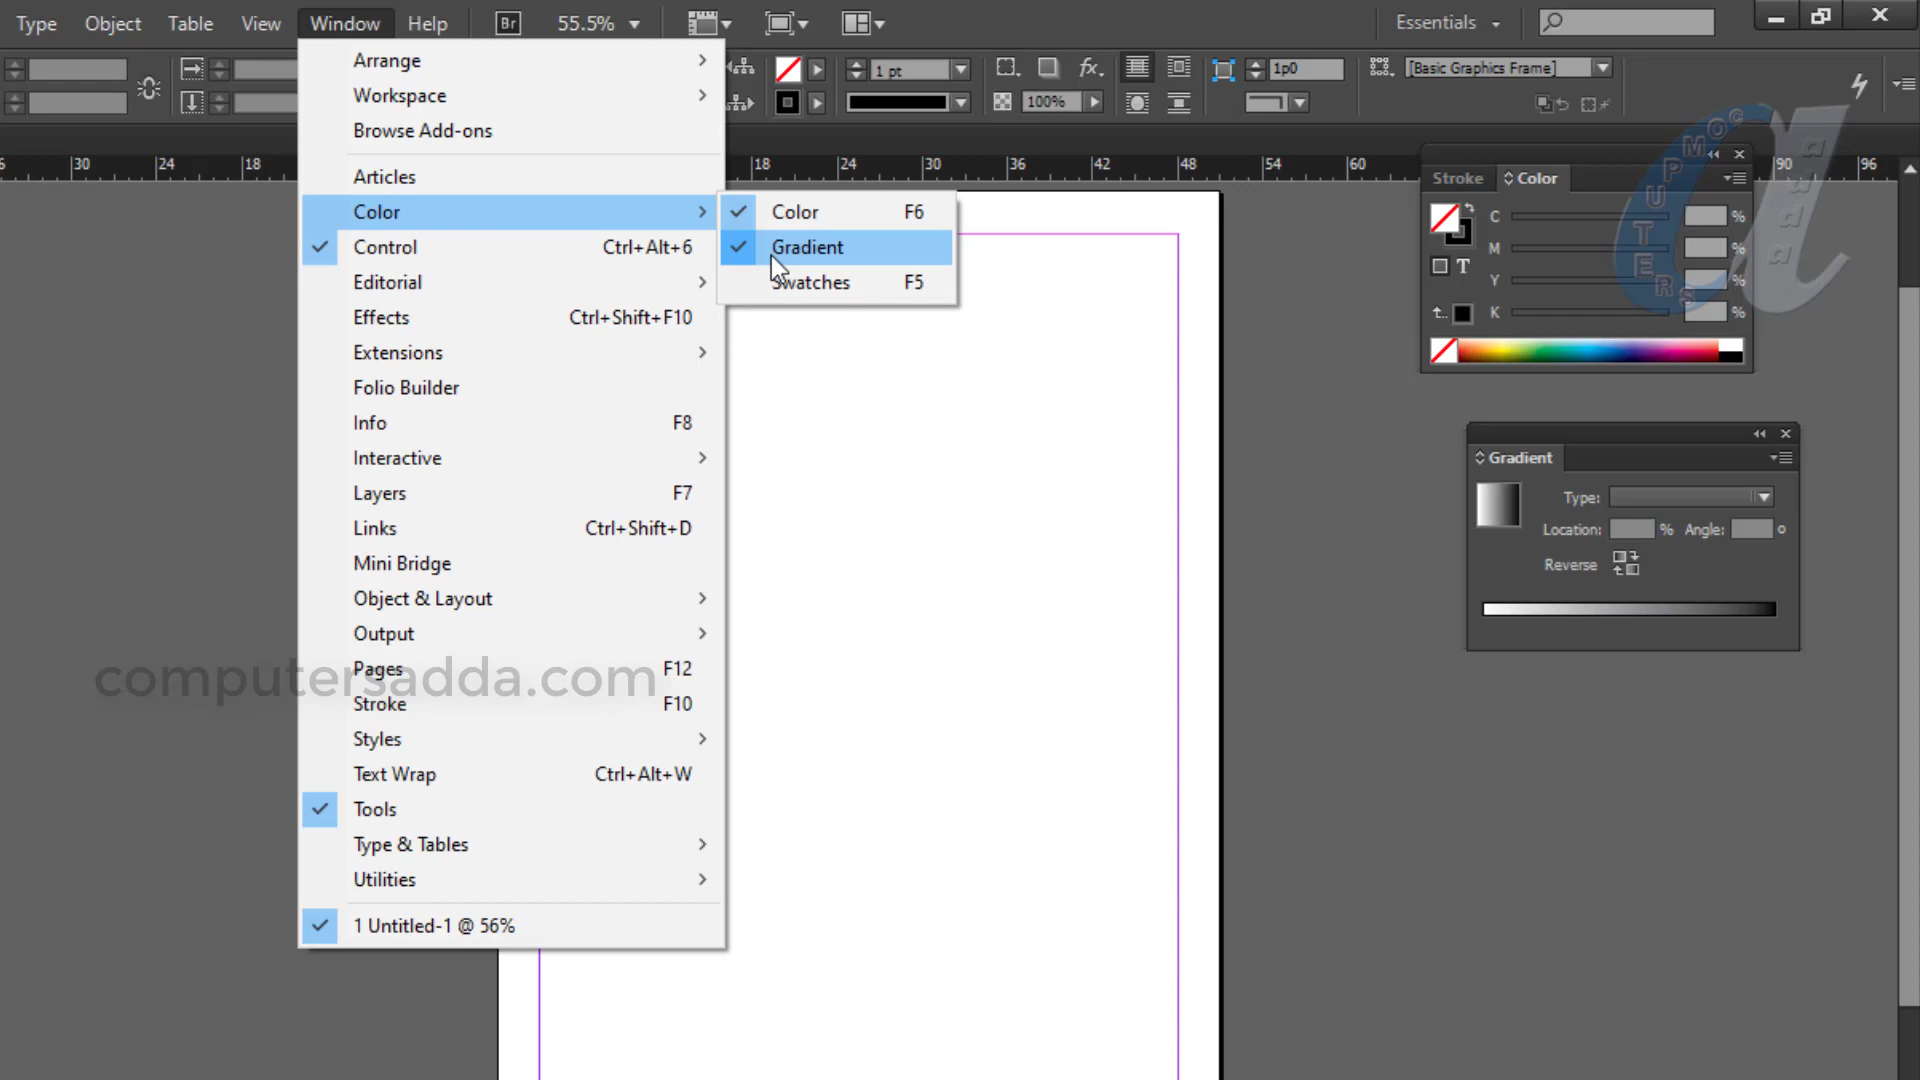 Type Object Table View Window Help Br 55.5% Essentials
1 pt 1p0 [Basic Graphics Frame]
fx. 100%
30 24 18 18 24 30 36 42 48 54 60 90 96
Arrange
Workspace
Browse Add-ons
Articles
Color
Control Ctrl+Alt+6
Editorial
Effects Ctrl+Shift+F10
Extensions
Folio Builder
Info F8
Interactive
Layers F7
Links Ctrl+Shift+D
Mini Bridge
Object & Layout
Output
Pages F12
Stroke F10
Styles
Text Wrap Ctrl+Alt+W
Tools
Type & Tables
Utilities
1 Untitled-1 @ 56%
Color F6
Gradient
Swatches F5
Stroke Color
C %
M %
Y %
K %
T
COMPUTERS
adda
Gradient
Type:
Location: % Angle: °
Reverse
computersadda.com